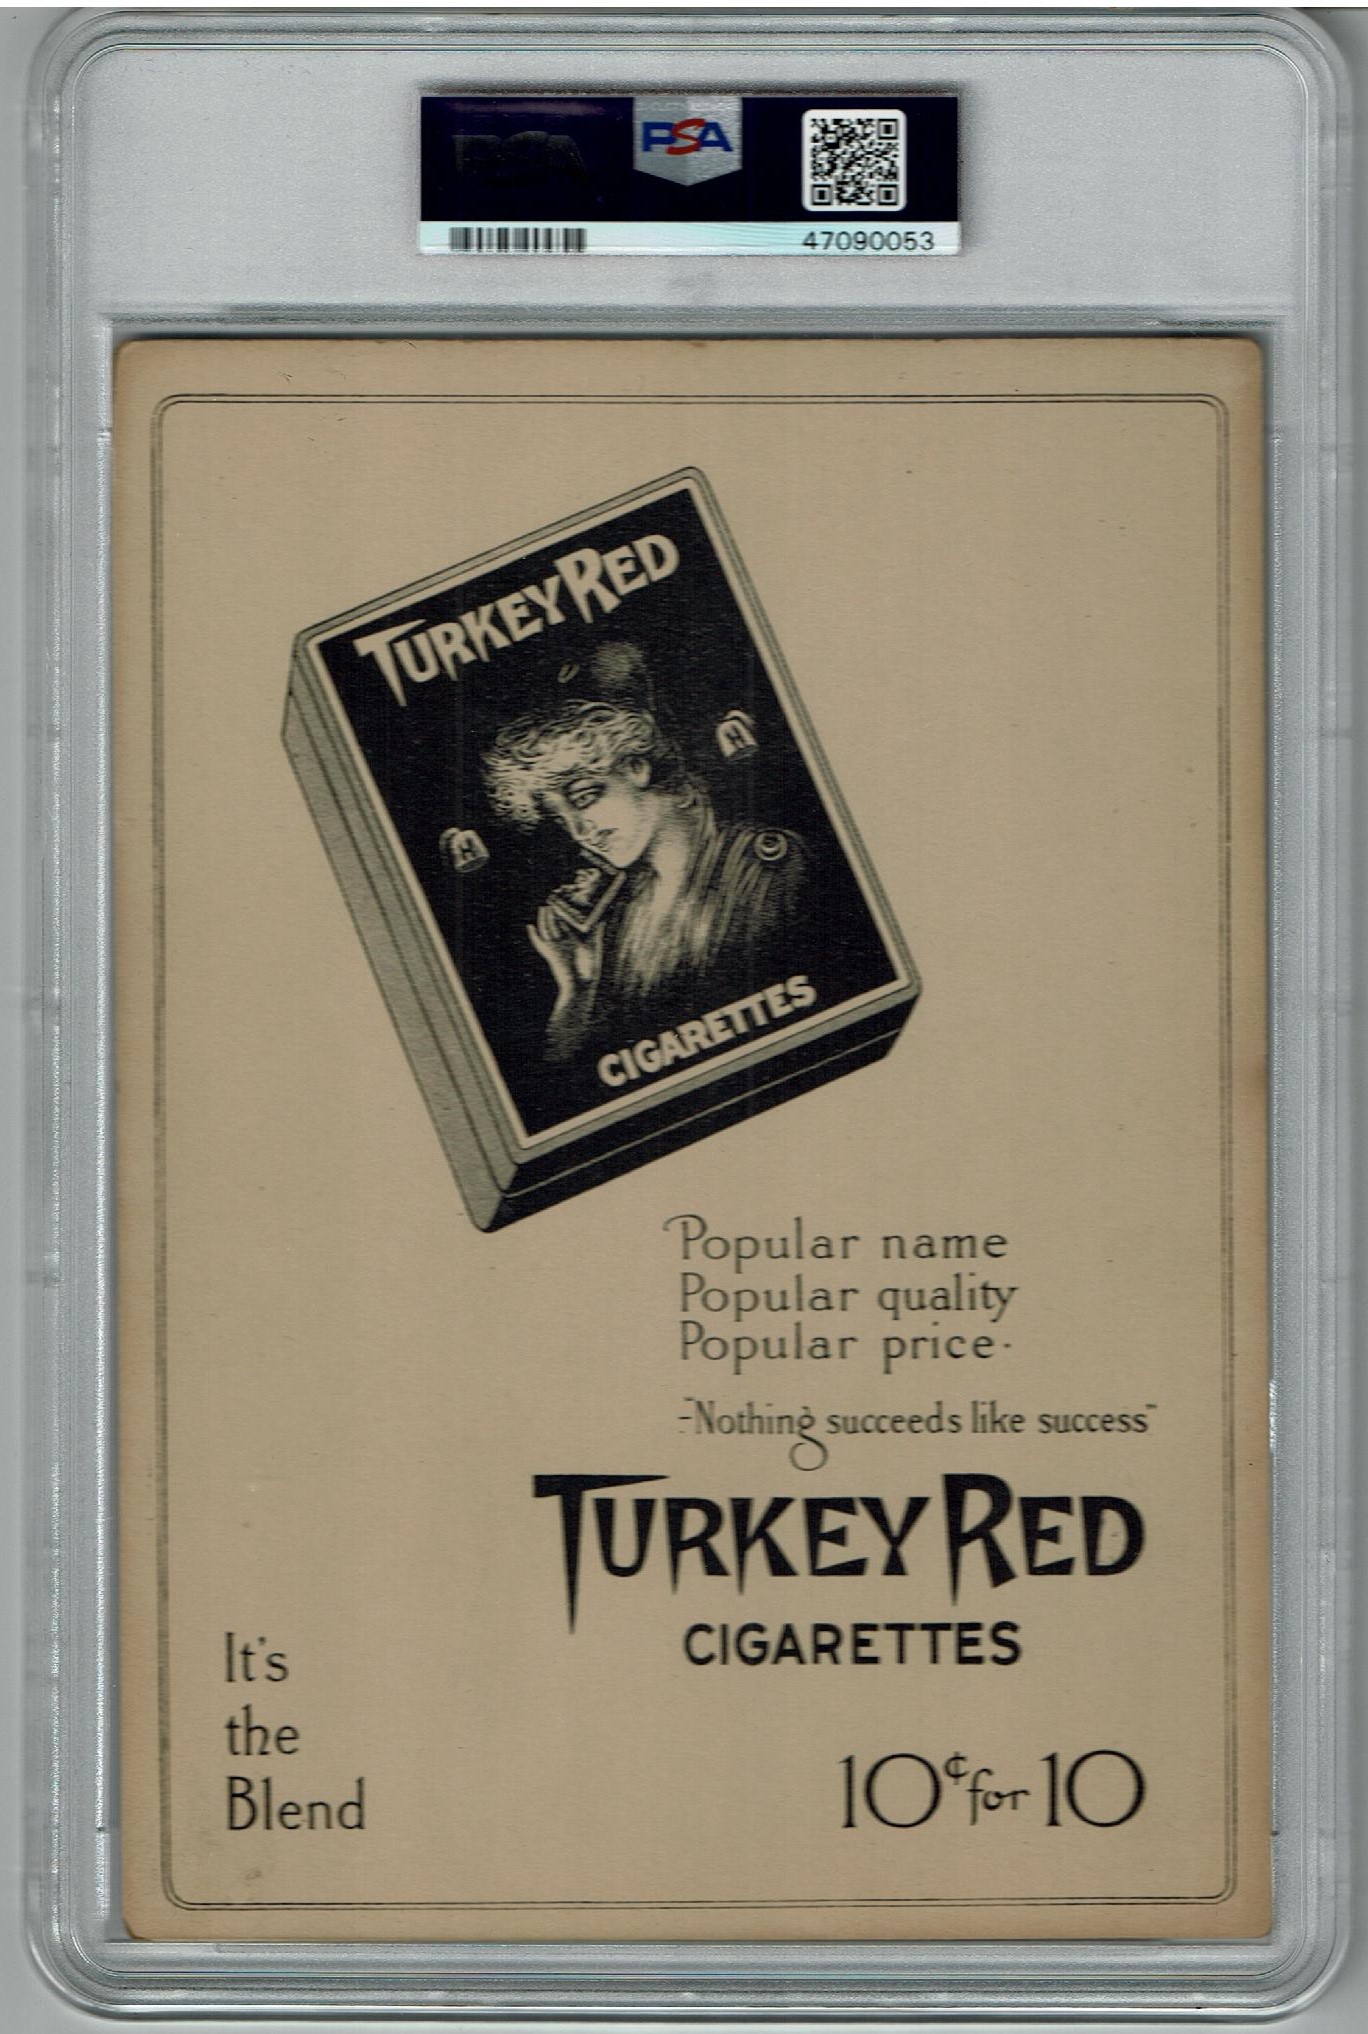 PSA
PSA
47090053
TURKEY RED
H
H
CIGARETTES
Popular name
Popular quality
Popular price.
-"Nothing succeeds like success"
TURKEY RED
CIGARETTES
It's
the
Blend
10¢ for 10